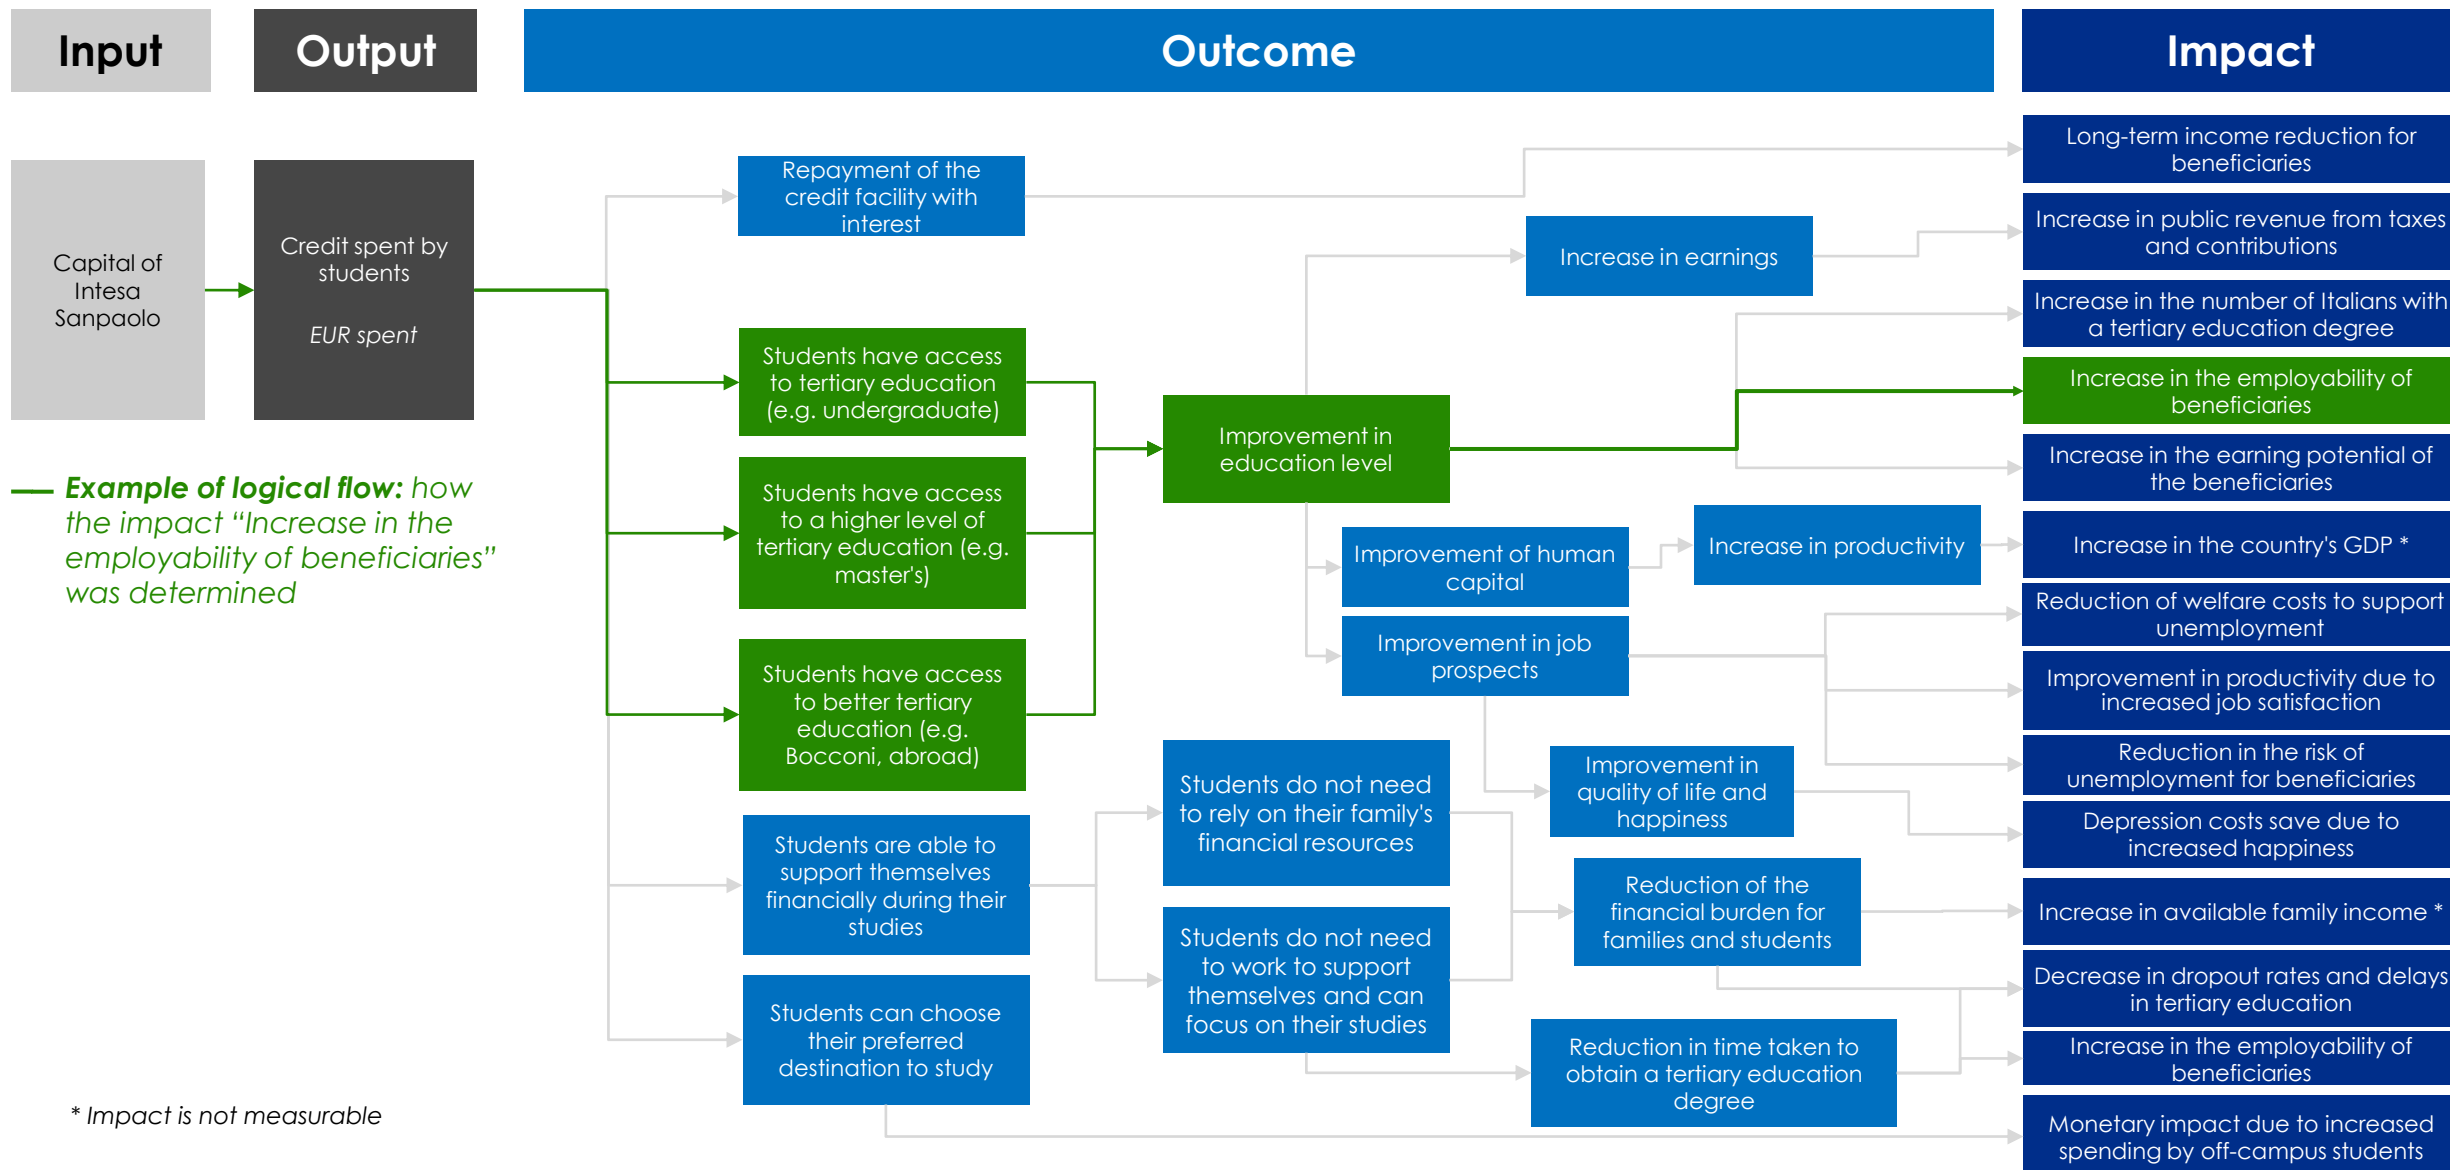 Input
Output
Outcome
Impact
Capital of
Intesa
Sanpaolo
Credit spent by
students
EUR spent
Example of logical flow: how
the impact “Increase in the
employability of beneficiaries”
was determined
* Impact is not measurable
Repayment of the
credit facility with
interest
Students have access
to tertiary education
(e.g. undergraduate)
Students have access
to a higher level of
tertiary education (e.g.
master's)
Students have access
to better tertiary
education (e.g.
Bocconi, abroad)
Students are able to
support themselves
financially during their
studies
Students can choose
their preferred
destination to study
Improvement in
education level
Students do not need
to rely on their family's
financial resources
Students do not need
to work to support
themselves and can
focus on their studies
Increase in earnings
Improvement of human
capital
Increase in productivity
Improvement in job
prospects
Improvement in
quality of life and
happiness
Reduction of the
financial burden for
families and students
Reduction in time taken to
obtain a tertiary education
degree
Long-term income reduction for
beneficiaries
Increase in public revenue from taxes
and contributions
Increase in the number of Italians with
a tertiary education degree
Increase in the employability of
beneficiaries
Increase in the earning potential of
the beneficiaries
Increase in the country's GDP *
Reduction of welfare costs to support
unemployment
Improvement in productivity due to
increased job satisfaction
Reduction in the risk of
unemployment for beneficiaries
Depression costs save due to
increased happiness
Increase in available family income *
Decrease in dropout rates and delays
in tertiary education
Increase in the employability of
beneficiaries
Monetary impact due to increased
spending by off-campus students